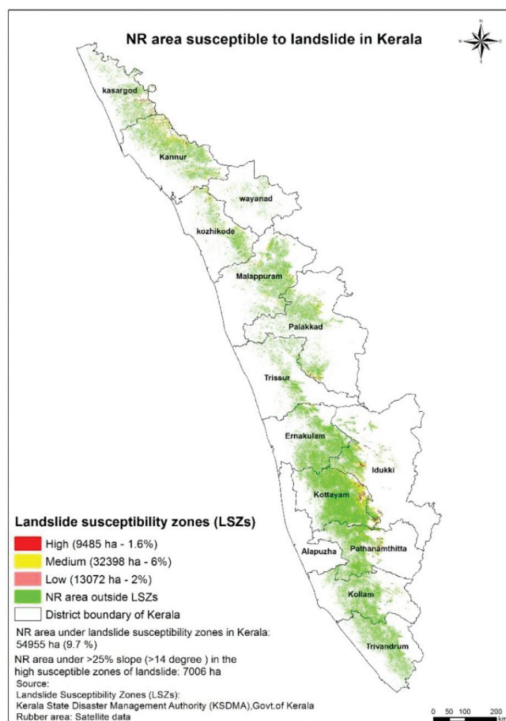 NR area susceptible to landslide in Kerala
kasargod
Kannur
wayanad
kozhikode
Malappuram
Palakkad
Trissur
Ernakulam
Idukki
Kottayam
Alapuzha
Pathanamthitta
Kollam
Trivandrum
Landslide susceptibility zones (LSZs)
High (9485 ha - 1.6%)
Medium (32398 ha - 6%)
Low (13072 ha - 2%)
NR area outside LSZs
District boundary of Kerala
NR area under landslide susceptibility zones in Kerala:
54955 ha (9.7 %)
NR area under >25% slope (>14 degree ) in the
high susceptible zones of landslide: 7006 ha
Source:
Landslide Susceptibility Zones (LSZs):
Kerala State Disaster Management Authority (KSDMA),Govt.of Kerala
Rubber area: Satellite data
0 50 100 200
km